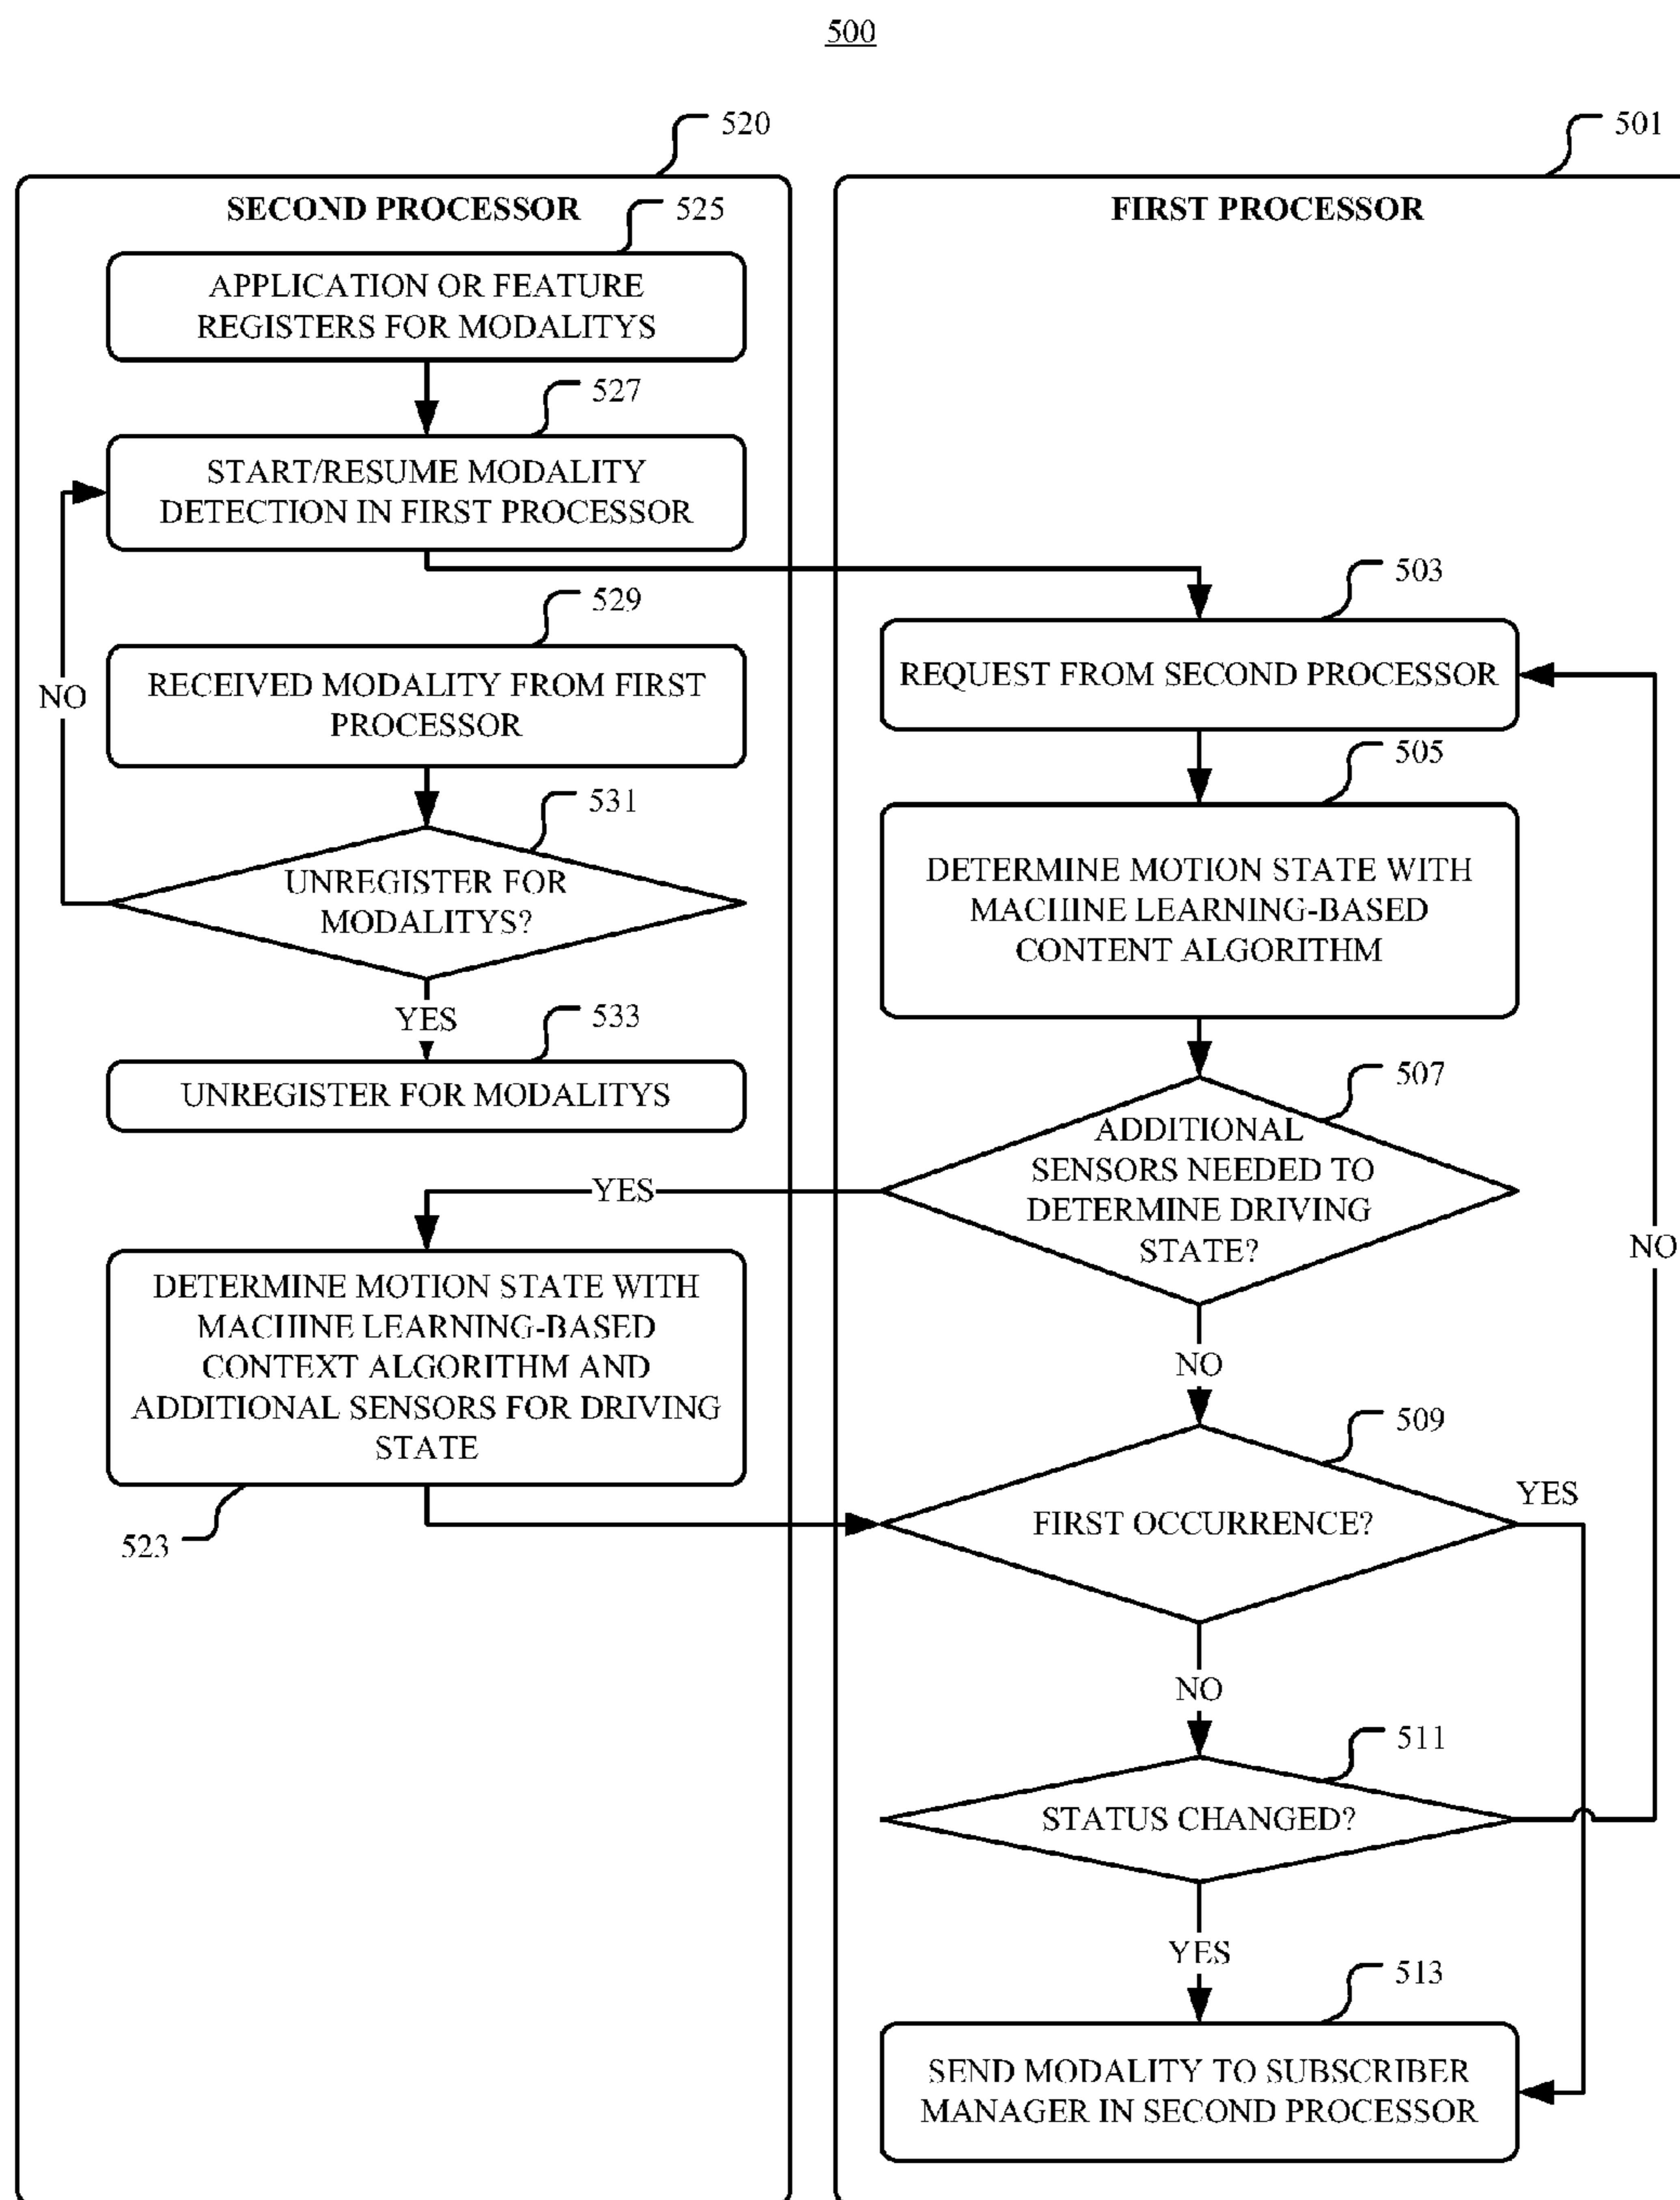 500
520
501
SECOND PROCESSOR
FIRST PROCESSOR
525
APPLICATION OR FEATURE
REGISTERS FOR MODALITYS
527
START/RESUME MODALITY
DETECTION IN FIRST PROCESSOR
503
REQUEST FROM SECOND PROCESSOR
529
RECEIVED MODALITY FROM FIRST
PROCESSOR
NO
531
UNREGISTER FOR
MODALITYS?
YES
533
UNREGISTER FOR MODALITYS
505
DETERMINE MOTION STATE WITH
MACHINE LEARNING-BASED
CONTENT ALGORITHM
507
ADDITIONAL
SENSORS NEEDED TO
DETERMINE DRIVING
STATE?
YES
NO
NO
DETERMINE MOTION STATE WITH
MACHINE LEARNING-BASED
CONTEXT ALGORITHM AND
ADDITIONAL SENSORS FOR DRIVING
STATE
523
509
FIRST OCCURRENCE?
YES
NO
511
STATUS CHANGED?
YES
513
SEND MODALITY TO SUBSCRIBER
MANAGER IN SECOND PROCESSOR